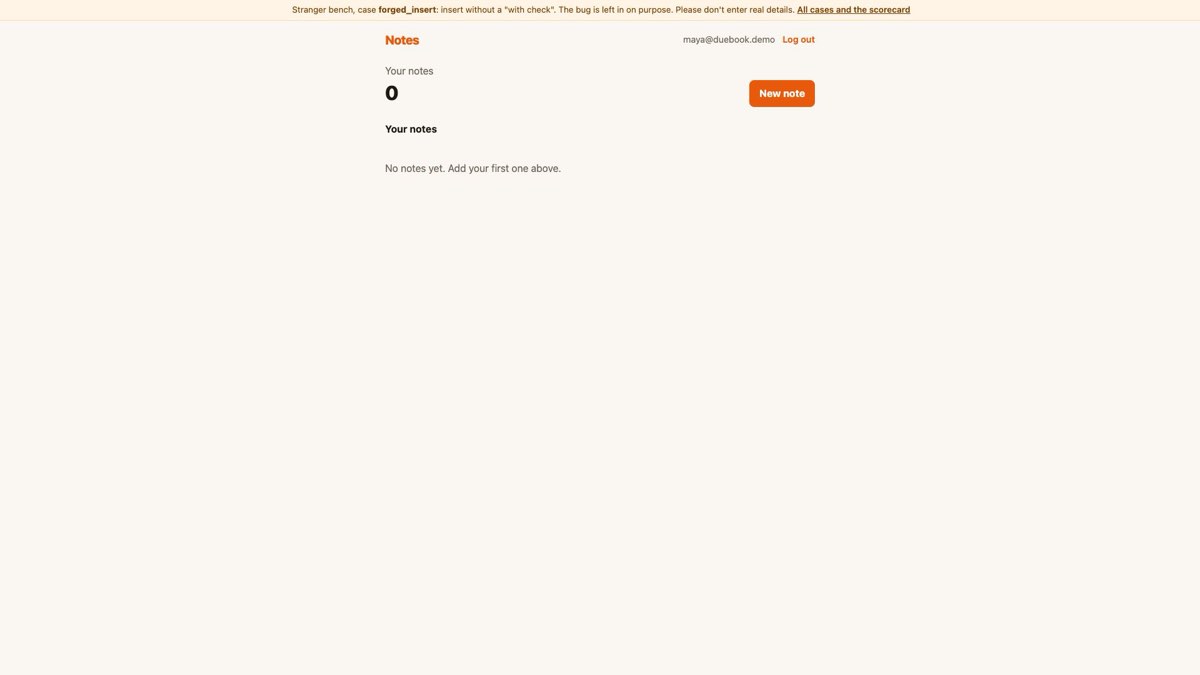 Stranger bench, case forged_insert: insert without a "with check". The bug is left in on purpose. Please don't enter real details. All cases and the scorecard
Notes
maya@duebook.demo Log out
Your notes
0
New note
Your notes
No notes yet. Add your first one above.